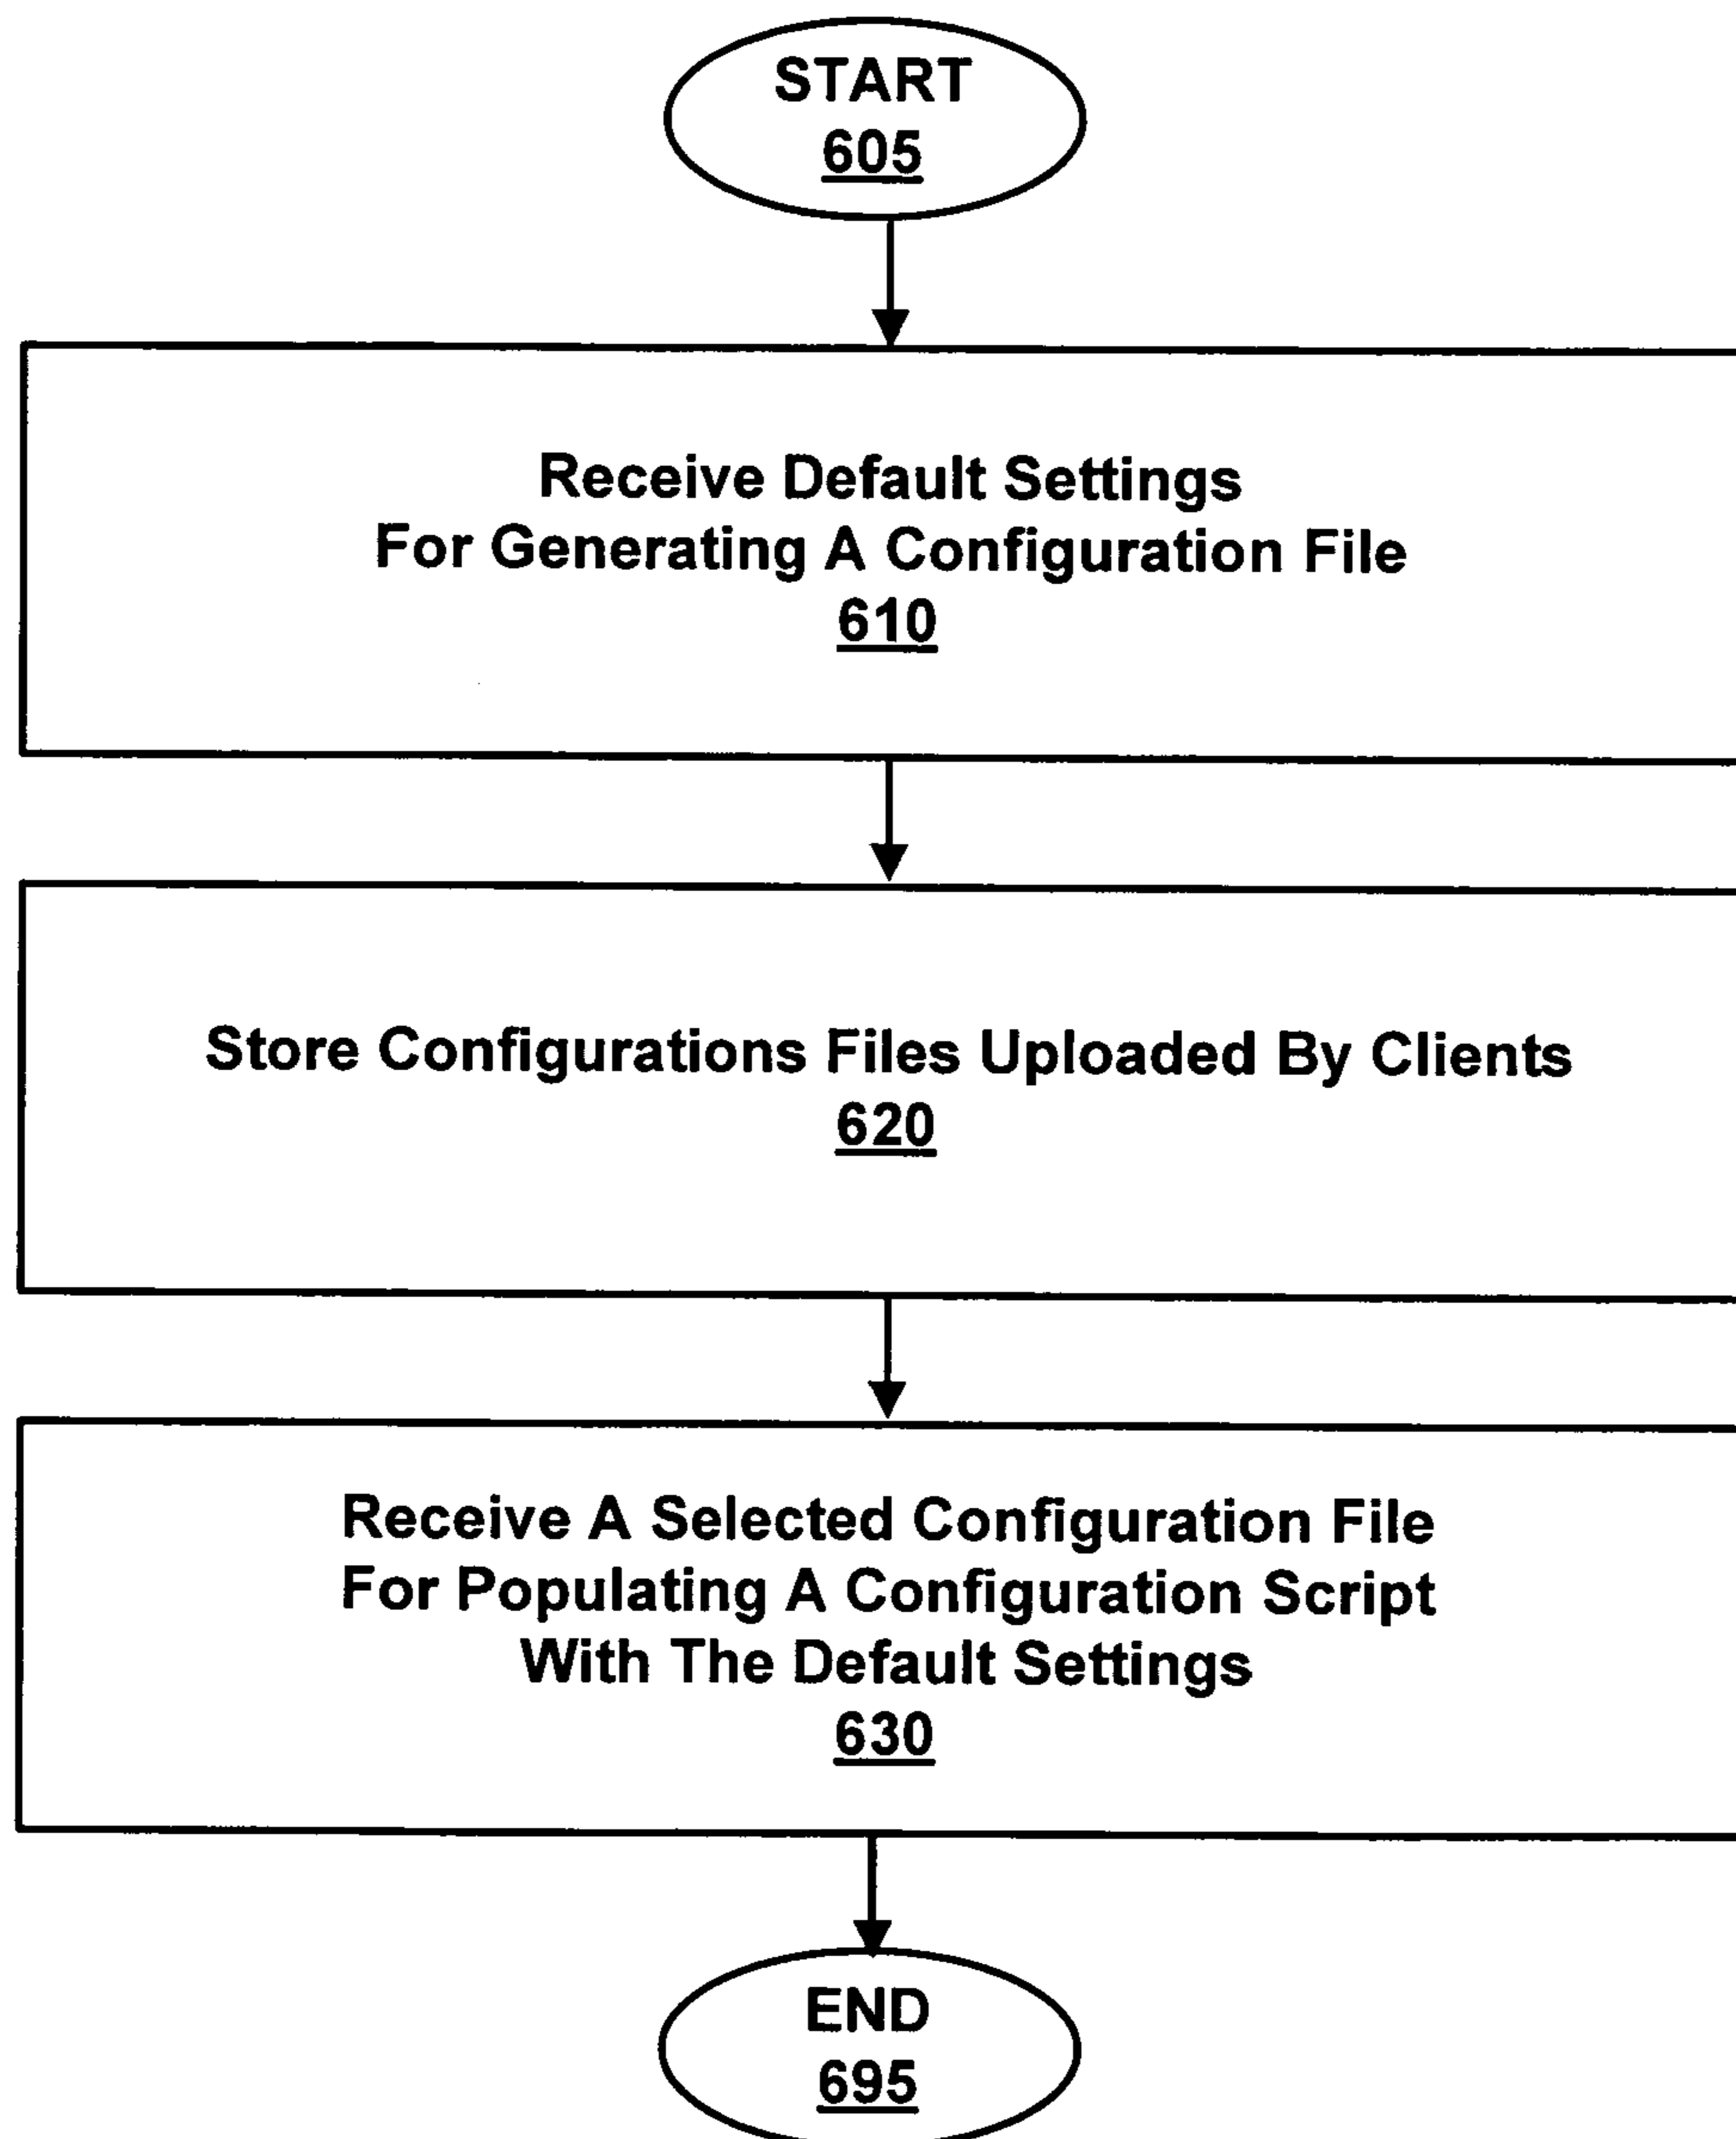 START
605
Receive Default Settings
For Generating A Configuration File
610
Store Configurations Files Uploaded By Clients
620
Receive A Selected Configuration File
For Populating A Configuration Script
With The Default Settings
630
END
695